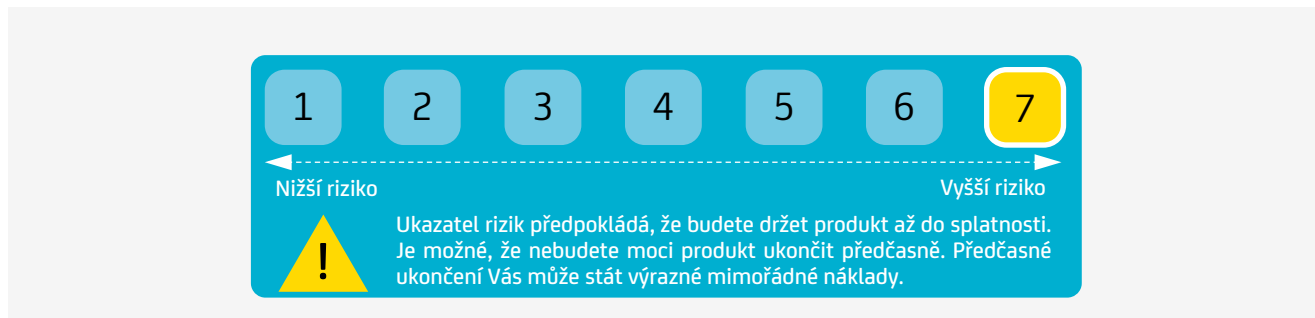 1 2 3 4 5 6 7
Nižší riziko Vyšší riziko
Ukazatel rizik předpokládá, že budete držet produkt až do splatnosti.
Je možné, že nebudete moci produkt ukončit předčasně. Předčasné
! ukončení Vás může stát výrazné mimořádné náklady.